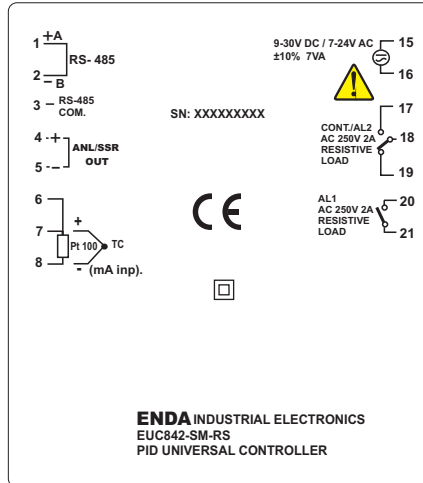 1 +A
RS- 485
2 – B
3 – RS-485
COM.
4 +
ANL/SSR
OUT
5 -
6
7 +
Pt 100 TC
8 - (mA inp).
SN: XXXXXXXXX
CE
9-30V DC / 7-24V AC
±10% 7VA
15
16
17
CONT./AL2
AC 250V 2A
RESISTIVE
LOAD
18
19
AL1
AC 250V 2A
RESISTIVE
LOAD
20
21
ENDA INDUSTRIAL ELECTRONICS
EUC842-SM-RS
PID UNIVERSAL CONTROLLER